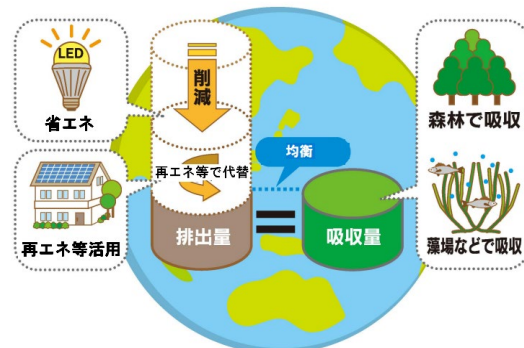 LED
省エネ
削減
再エネ等で代替
再エネ等活用
排出量
均衡
吸収量
森林で吸収
藻場などで吸収